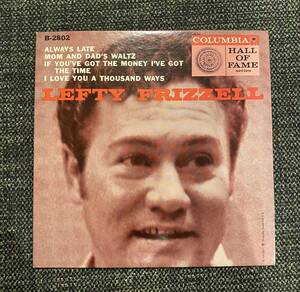 B-2802
ALWAYS LATE
MOM AND DAD'S WALTZ
IF YOU'VE GOT THE MONEY I'VE GOT
THE TIME
I LOVE YOU A THOUSAND WAYS
COLUMBIA
HALL
OF
FAME
series
LEFTY FRIZZELL